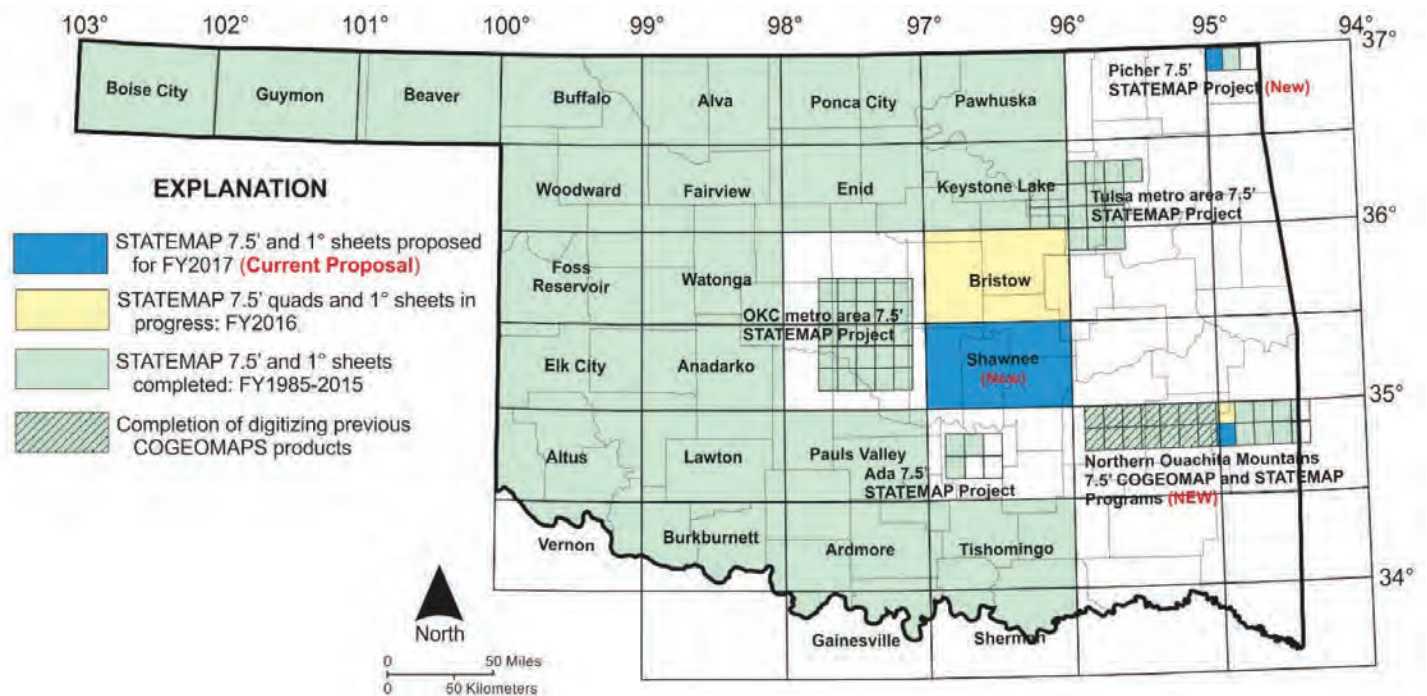 103° 102° 101° 100° 99° 98° 97° 96° 95° 94°
37°
Boise City
Guymon
Beaver
Buffalo
Alva
Ponca City
Pawhuska
Picher 7.5'
STATEMAP Project (New)
EXPLANATION
STATEMAP 7.5' and 1° sheets proposed
for FY2017 (Current Proposal)
STATEMAP 7.5' quads and 1° sheets in
progress: FY2016
STATEMAP 7.5' and 1° sheets
completed: FY1985-2015
Completion of digitizing previous
COGEOMAPS products
Woodward
Fairview
Enid
Keystone Lake
Tulsa metro area 7.5'
STATEMAP Project
36°
Foss
Reservoir
Watonga
Bristow
OKC metro area 7.5'
STATEMAP Project
Elk City
Anadarko
Shawnee
(New)
35°
Altus
Lawton
Pauls Valley
Ada 7.5'
STATEMAP Project
Northern Ouachita Mountains
7.5' COGEOMAP and STATEMAP
Programs (NEW)
Vernon
Burkburnett
Ardmore
Tishomingo
34°
Gainesville
Sherman
North
0 50 Miles
0 50 Kilometers